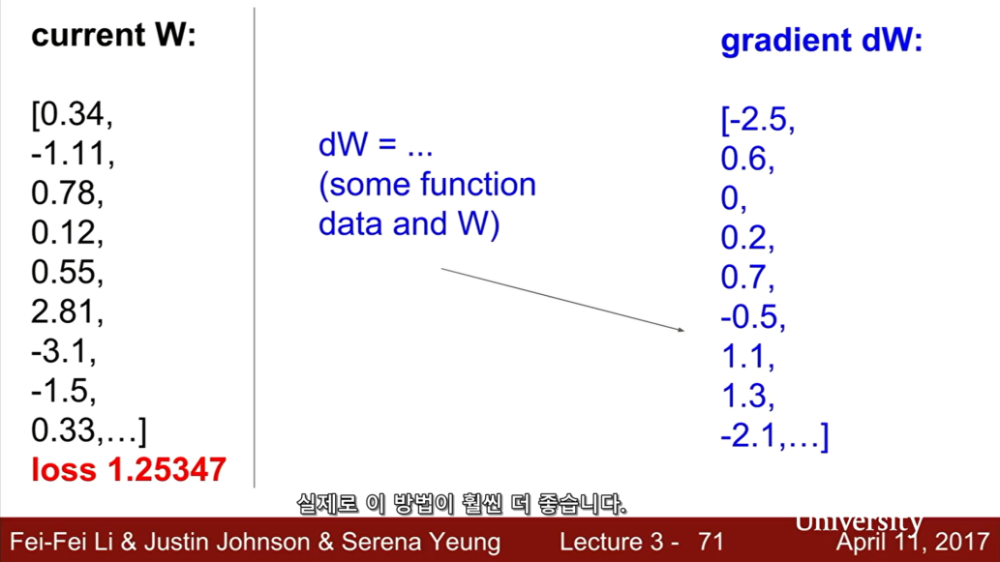 current W:
[0.34,
-1.11,
0.78,
0.12,
0.55,
2.81,
-3.1,
-1.5,
0.33,…]
loss 1.25347
dW = ...
(some function
data and W)
gradient dW:
[-2.5,
0.6,
0,
0.2,
0.7,
-0.5,
1.1,
1.3,
-2.1,…]
실제로 이 방법이 훨씬 더 좋습니다.
University
Fei-Fei Li & Justin Johnson & Serena Yeung Lecture 3 - 71 April 11, 2017